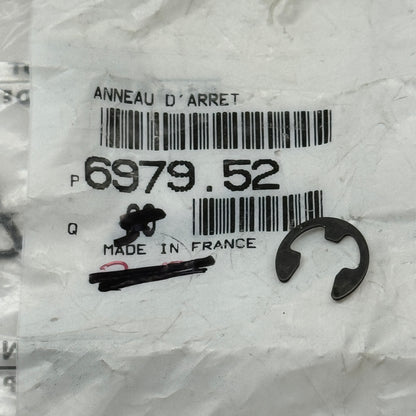 ANNEAU D'ARRET
P 6979.52
Q
MADE IN FRANCE